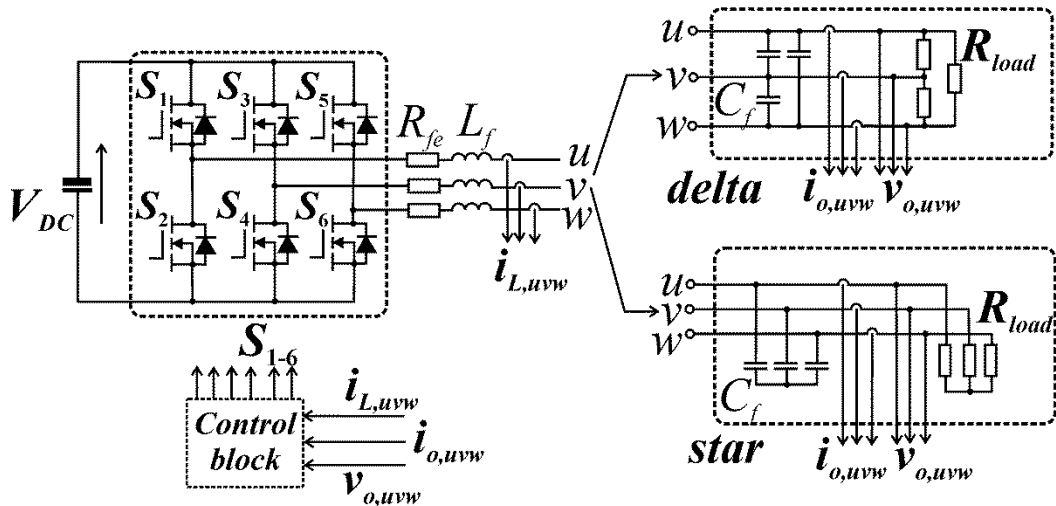 S1 S3 S5
S2 S4 S6
VDC
Rfe Lf
u
v
w
iL,uvw
S1-6
Control
block
iL,uvw
io,uvw
vo,uvw
u
v
w
Cf
Rload
delta
io,uvw vo,uvw
u
v
w
Cf
Rload
star
io,uvw vo,uvw